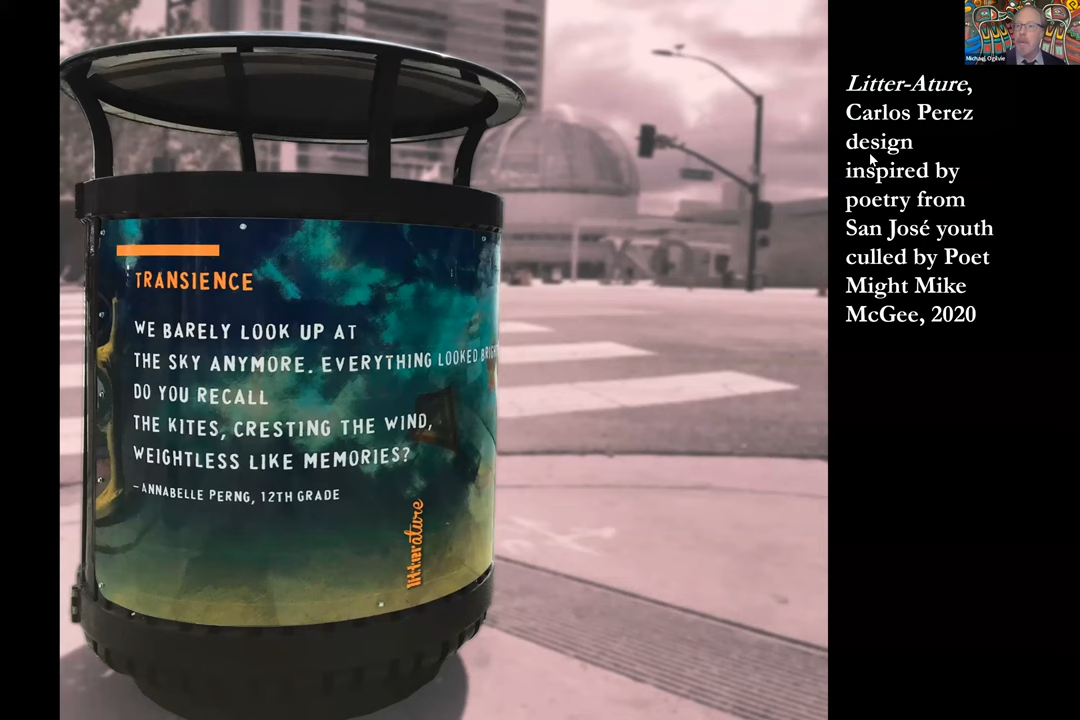 TRANSIENCE
WE BARELY LOOK UP AT
THE SKY ANYMORE. EVERYTHING LOOKED
DO YOU RECALL
THE KITES, CRESTING THE WIND,
WEIGHTLESS LIKE MEMORIES?
-ANNABELLE PERNG, 12TH GRADE
litterature
Michael Ogilvie
Litter-Ature,
Carlos Perez
design
inspired by
poetry from
San José youth
culled by Poet
Might Mike
McGee, 2020